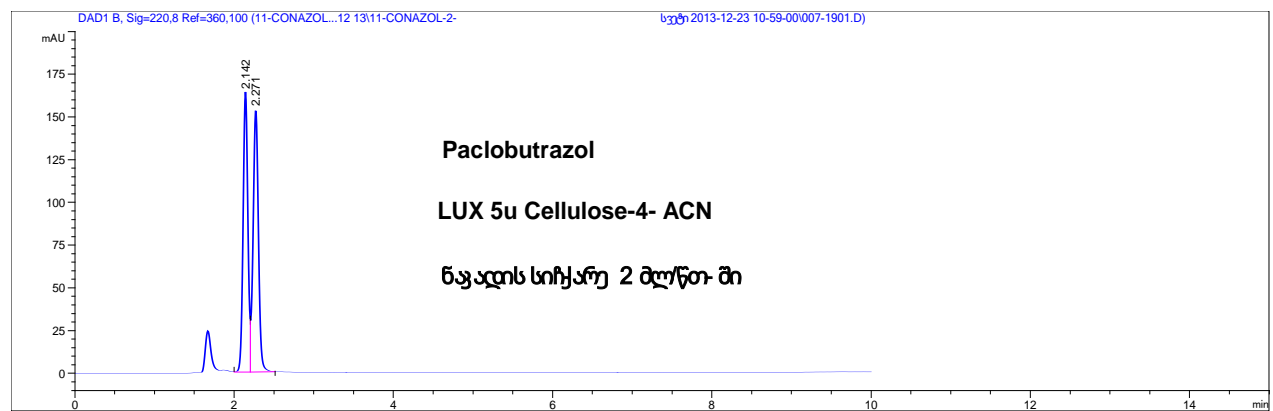 DAD1 B, Sig=220,8 Ref=360,100 (11-CONAZOL...12 13\11-CONAZOL-2- სვეტი 2013-12-23 10-59-00\007-1901.D)
mAU
175
150
125
100
75
50
25
0
2.142
2.271
Paclobutrazol
LUX 5u Cellulose-4- ACN
ნაკადის სიჩქარე 2 მლ/წთ- ში
0 2 4 6 8 10 12 14 min